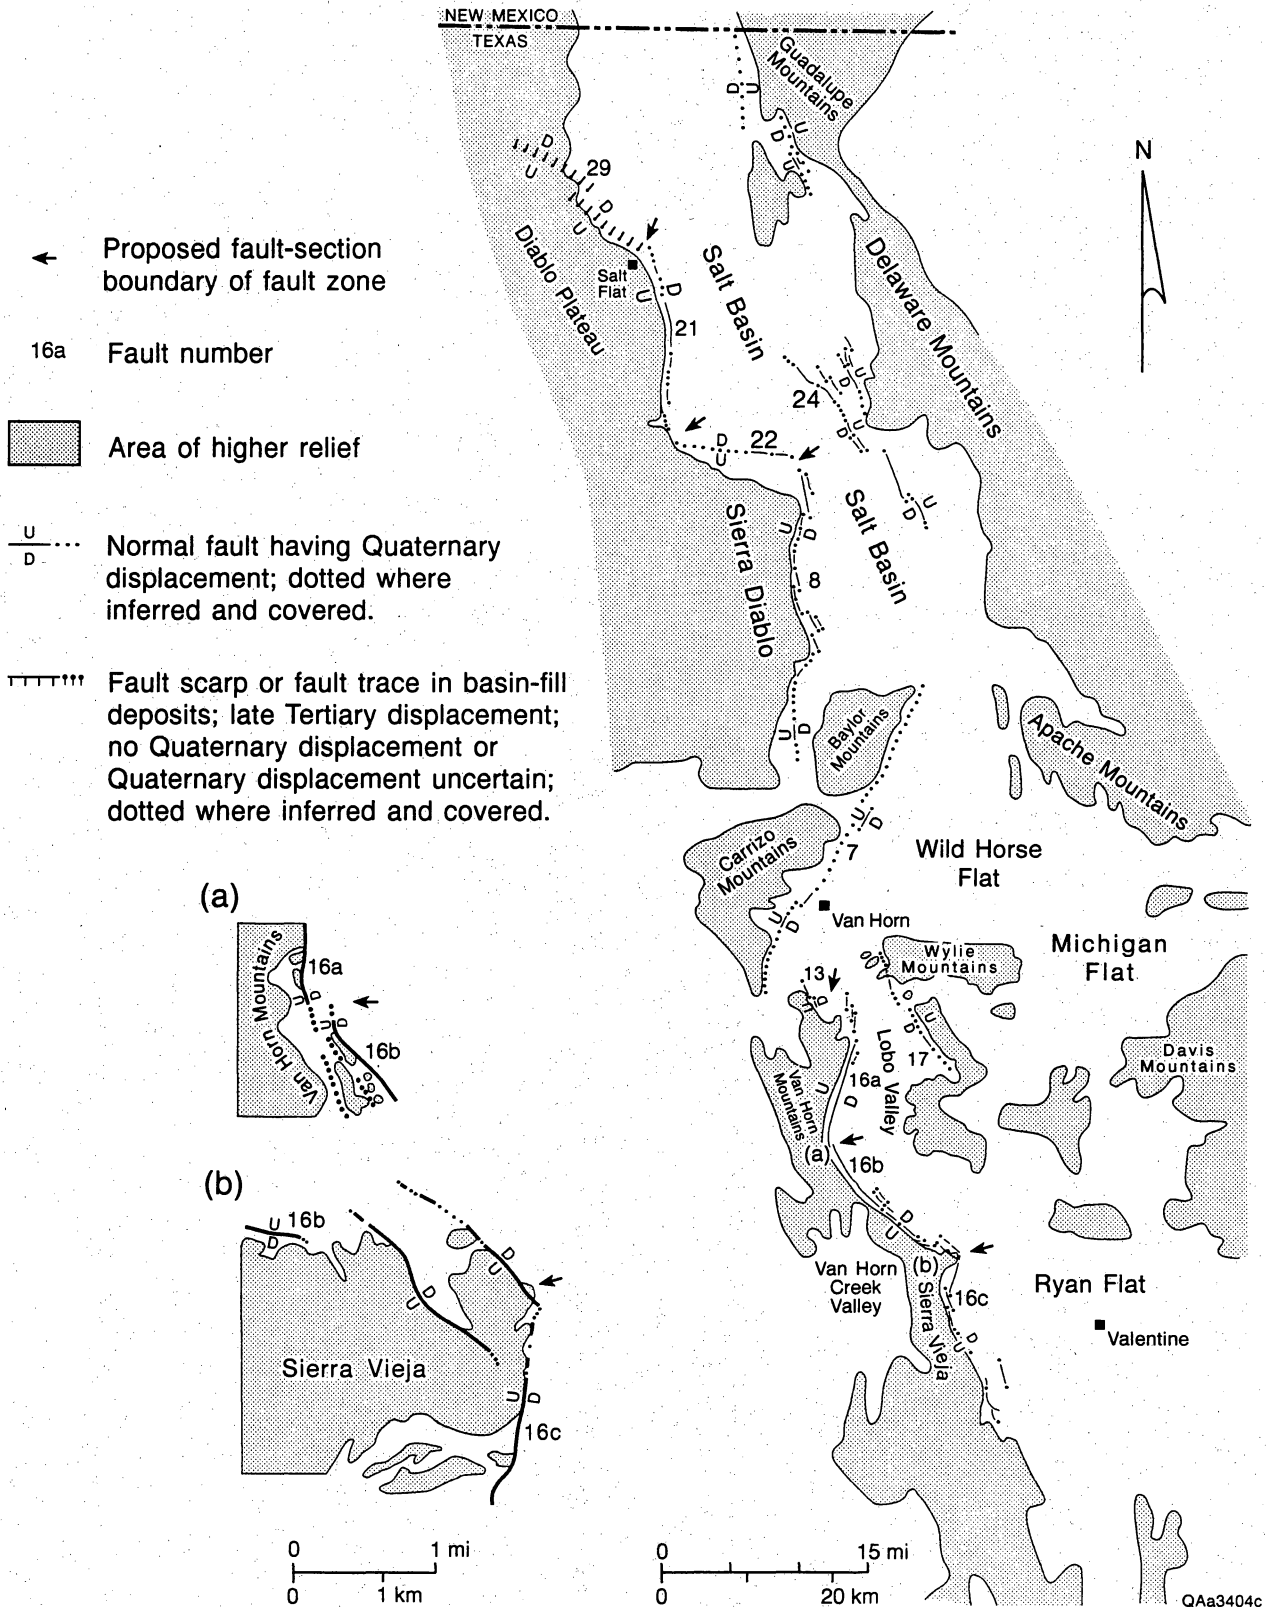 NEW MEXICO
TEXAS
Guadalupe
Mountains
D U
U
D
U
N
D
U
29
D
U
Diablo Plateau
Salt
Flat
U D
21
Salt Basin
Delaware Mountains
Proposed fault-section
boundary of fault zone
16a Fault number
Area of higher relief
U
D
Normal fault having Quaternary
displacement; dotted where
inferred and covered.
Fault scarp or fault trace in basin-fill
deposits; late Tertiary displacement;
no Quaternary displacement or
Quaternary displacement uncertain;
dotted where inferred and covered.
24
U
D
U
D
D
U
22
U
D
Salt Basin
Sierra Diablo
U
D
8
U D
Baylor
Mountains
Apache Mountains
U
D
7
Carrizo
Mountains
Wild Horse
Flat
Van Horn
U
D
Michigan
Flat
Wylie
Mountains
13
D
U
D
U
D
17
Lobo Valley
Davis
Mountains
16a
U
D
Van Horn
Mountains
(a)
16b
D
U
(b)
Van Horn
Creek
Valley
Sierra Vieja
16c
D
U
Ryan Flat
Valentine
(a)
Van Horn Mountains
U
16a
D
U
D
U
16b
D
(b)
U
D
16b
D
U
D
U
Sierra Vieja
U D
16c
0 1 mi
0 1 km
0 15 mi
0 20 km
QAa3404c